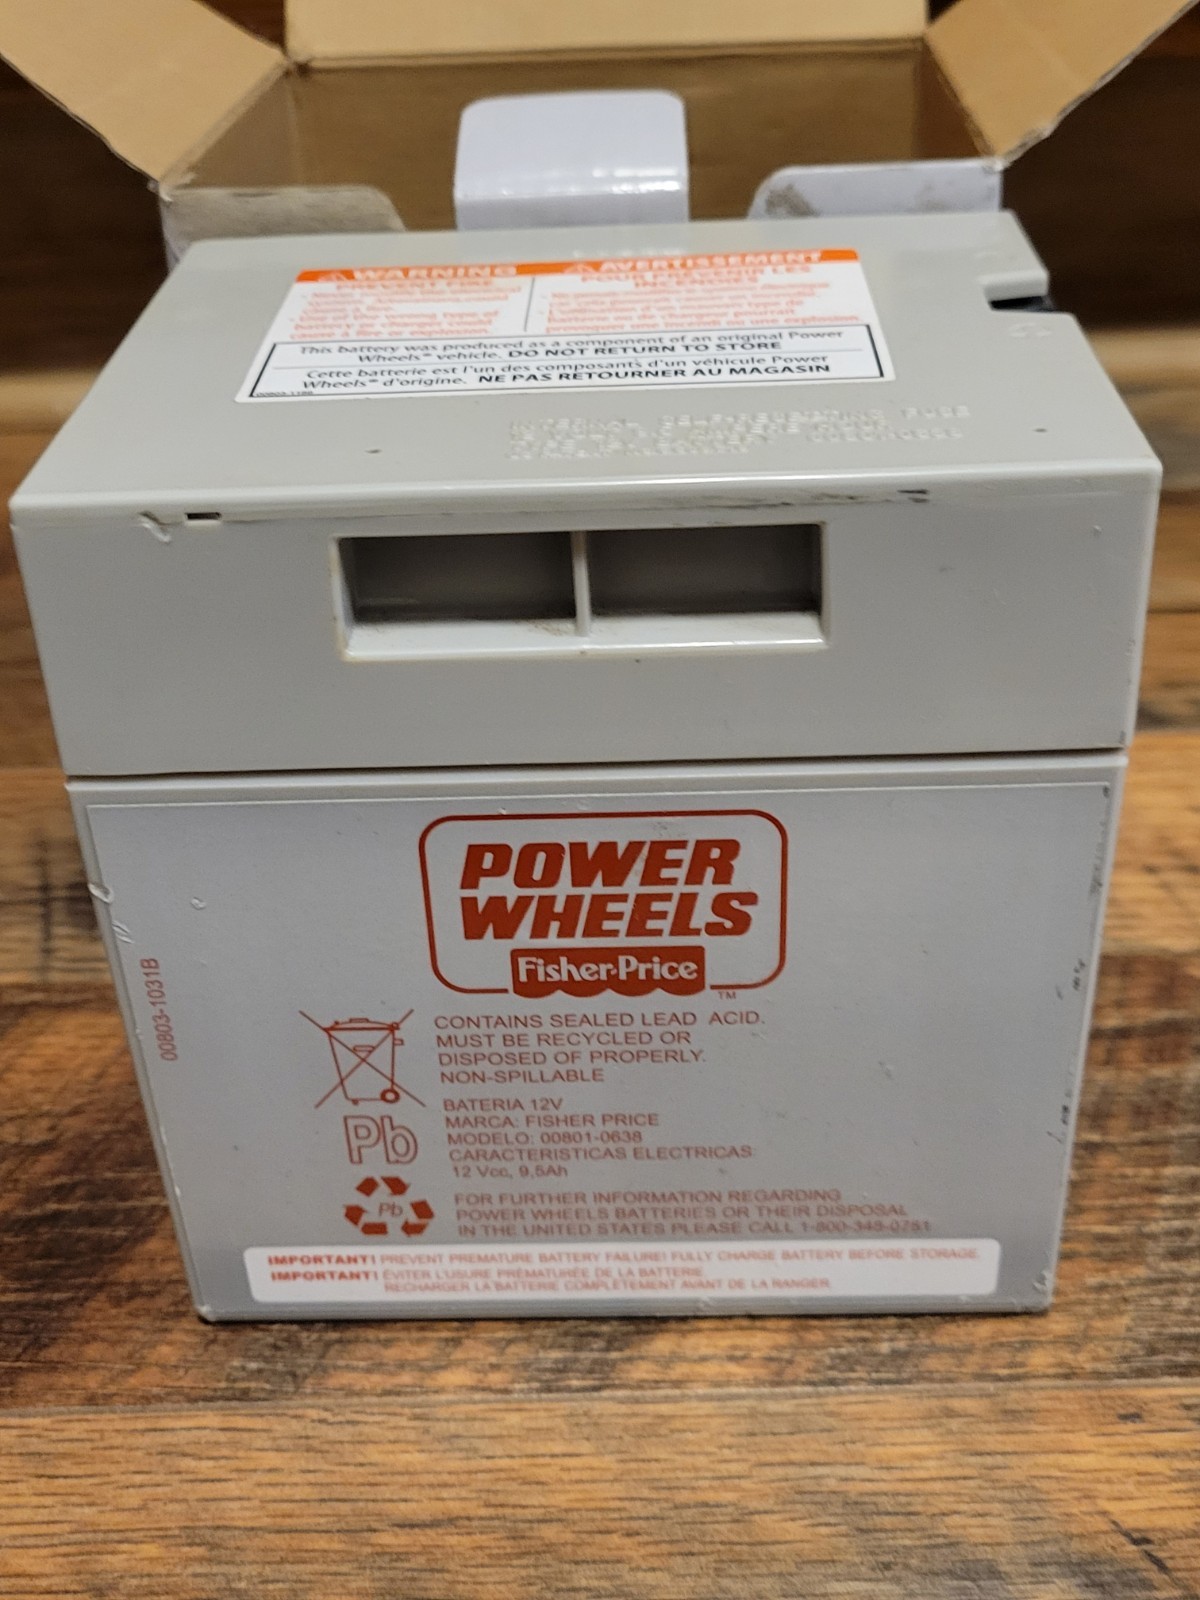 WARNING
PREVENT FIRE
AVERTISSEMENT
POUR PRÉVENIR LES
INCENDIES
This battery was produced as a component of an original Power
Wheels® vehicle. DO NOT RETURN TO STORE
Cette batterie est l'un des composants d'un véhicule Power
Wheels® d'origine. NE PAS RETOURNER AU MAGASIN
POWER
WHEELS
Fisher-Price
TM
00803-1031B
CONTAINS SEALED LEAD ACID.
MUST BE RECYCLED OR
DISPOSED OF PROPERLY.
NON-SPILLABLE
BATERIA 12V
MARCA: FISHER PRICE
MODELO: 00801-0638
CARACTERISTICAS ELECTRICAS
12 Vcc, 9,5Ah
Pb
Pb
FOR FURTHER INFORMATION REGARDING
POWER WHEELS BATTERIES OR THEIR DISPOSAL
IN THE UNITED STATES PLEASE CALL 1-800-348-0751
IMPORTANT! PREVENT PREMATURE BATTERY FAILURE! FULLY CHARGE BATTERY BEFORE STORAGE.
IMPORTANT! ÉVITER L'USURE PRÉMATURÉE DE LA BATTERIE.
RECHARGER LA BATTERIE COMPLÈTEMENT AVANT DE LA RANGER.